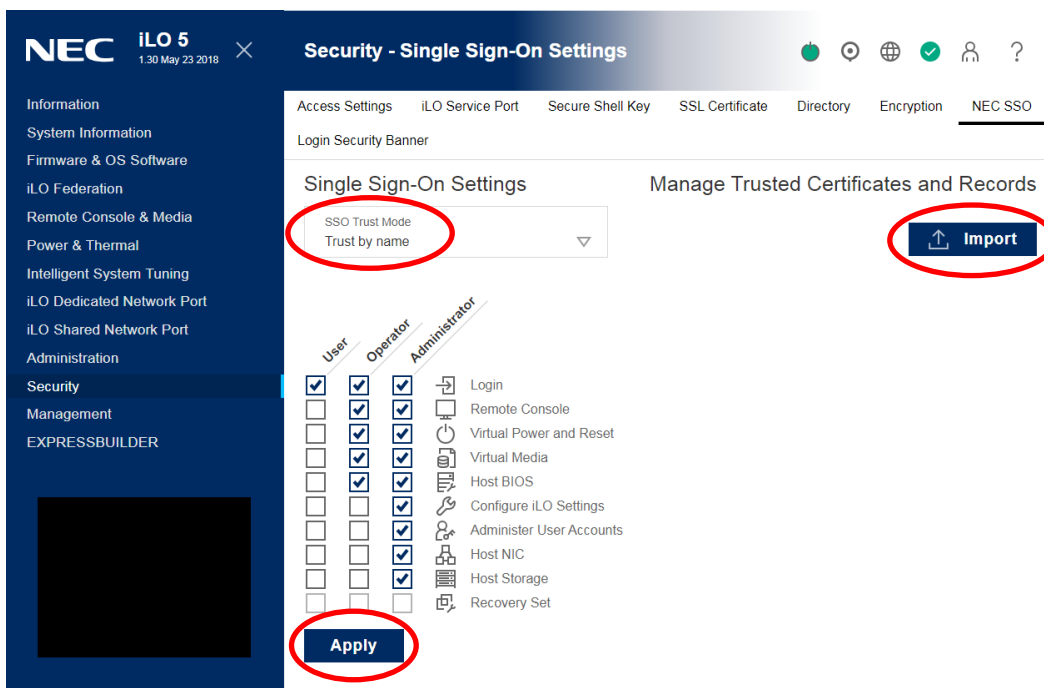 NEC iLO 5
1.30 May 23 2018
Security - Single Sign-On Settings
?
Information
System Information
Firmware & OS Software
iLO Federation
Remote Console & Media
Power & Thermal
Intelligent System Tuning
iLO Dedicated Network Port
iLO Shared Network Port
Administration
Security
Management
EXPRESSBUILDER
Access Settings iLO Service Port Secure Shell Key SSL Certificate Directory Encryption NEC SSO
Login Security Banner
Single Sign-On Settings
Manage Trusted Certificates and Records
SSO Trust Mode
Trust by name
Import
User Operator Administrator
Login
Remote Console
Virtual Power and Reset
Virtual Media
Host BIOS
Configure iLO Settings
Administer User Accounts
Host NIC
Host Storage
Recovery Set
Apply